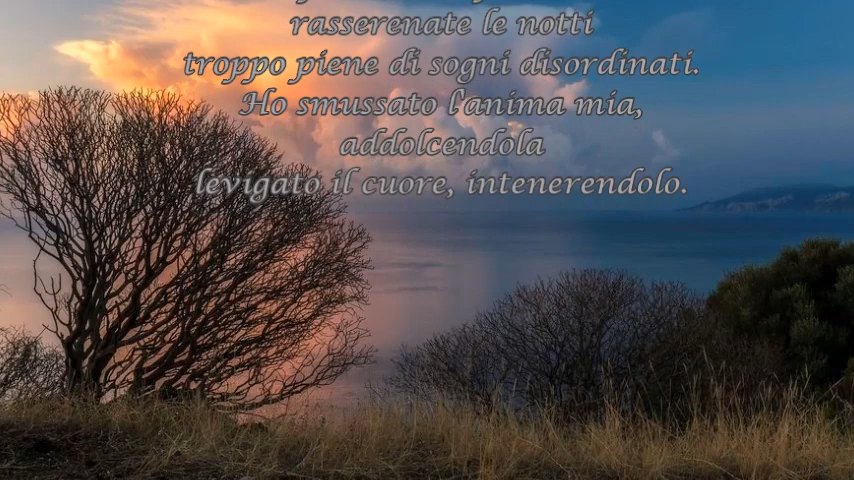 rasserenate le notti
troppo piene di sogni disordinati.
Ho smussato l'anima mia,
addolcendola
levigato il cuore, intenerendolo.